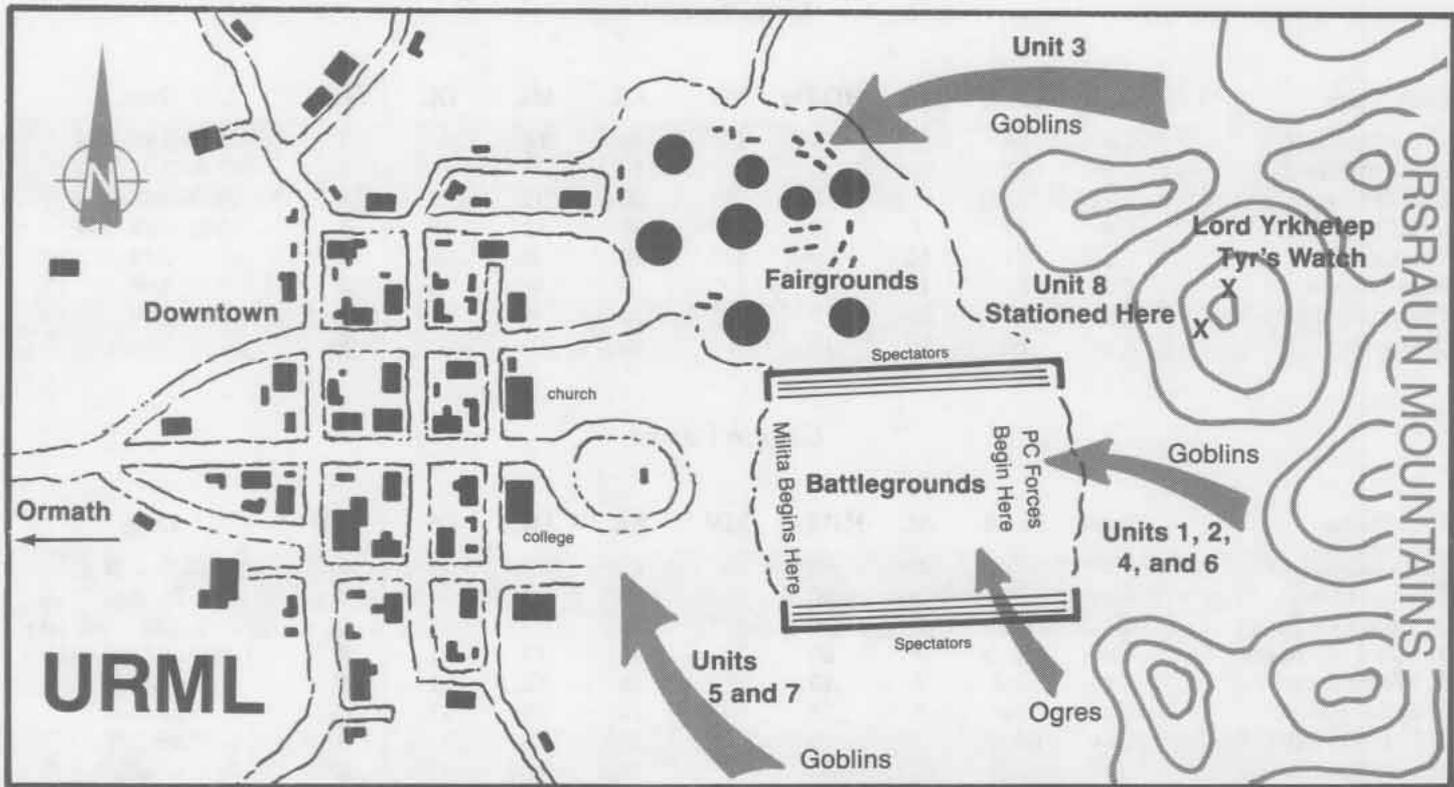 Unit 3
Goblins
N
ORSRAUN MOUNTAINS
Lord Yrkhetep
Tyr's Watch
X
X
Unit 8
Stationed Here
Fairgrounds
Downtown
Spectators
church
Milita Begins Here
Battlegrounds
PC Forces
Begin Here
Goblins
Units 1, 2,
4, and 6
Ormath
college
Spectators
Units
5 and 7
Ogres
URML
Goblins